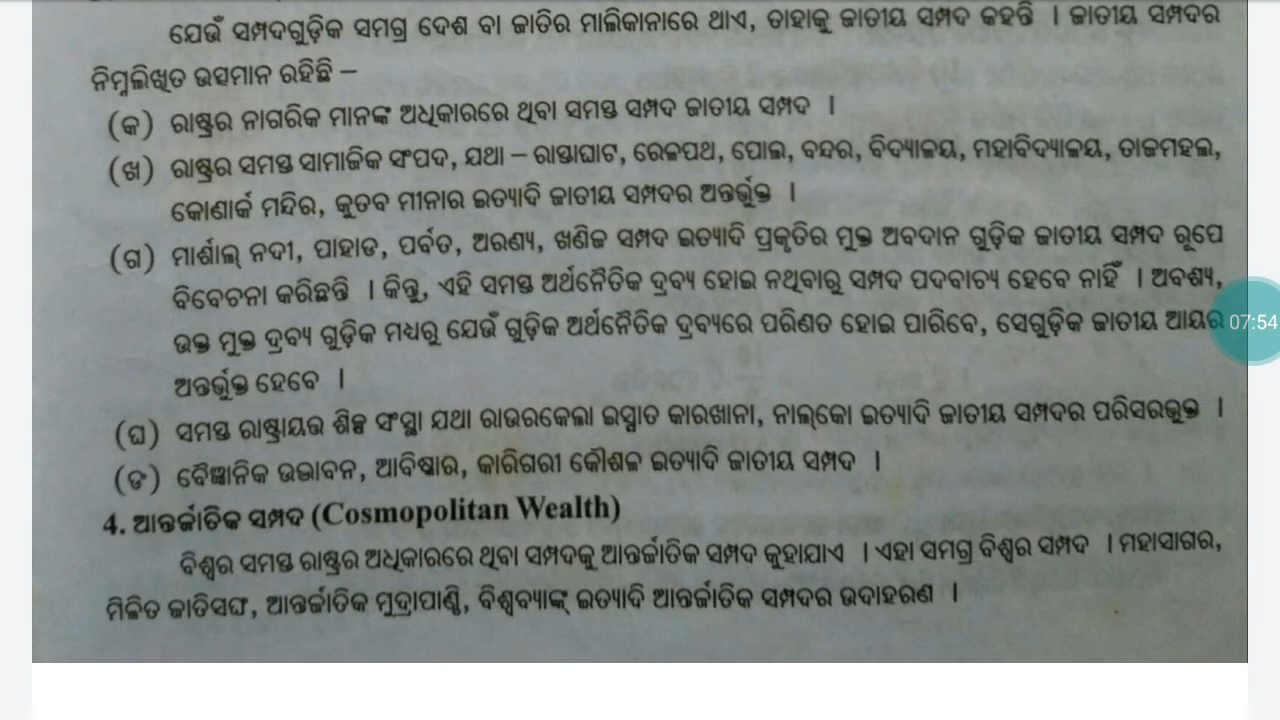 ଯେଉଁ ସମ୍ପଦଗୁଡ଼ିକ ସମଗ୍ର ଦେଶ ବା ଜାତିର ମାଲିକାନାରେ ଥାଏ, ତାହାକୁ ଜାତୀୟ ସମ୍ପଦ କହନ୍ତି । ଜାତୀୟ ସମ୍ପଦର
ନିମ୍ନଲିଖିତ ଉତ୍ସମାନ ରହିଛି –
(କ) ରାଷ୍ଟ୍ରର ନାଗରିକ ମାନଙ୍କ ଅଧିକାରରେ ଥିବା ସମସ୍ତ ସମ୍ପଦ ଜାତୀୟ ସମ୍ପଦ ।
(ଖ) ରାଷ୍ଟ୍ରର ସମସ୍ତ ସାମାଜିକ ସଂପଦ, ଯଥା – ରାସ୍ତାଘାଟ, ରେଳପଥ, ପୋଲ, ବନ୍ଦର, ବିଦ୍ୟାଳୟ, ମହାବିଦ୍ୟାଳୟ, ତାଜମହଲ,
କୋଣାର୍କ ମନ୍ଦିର, କୁତବ ମୀନାର ଇତ୍ୟାଦି ଜାତୀୟ ସମ୍ପଦର ଅନ୍ତର୍ଭୁକ୍ତ ।
(ଗ) ମାର୍ଶାଲ୍ ନଦୀ, ପାହାଡ, ପର୍ବତ, ଅରଣ୍ୟ, ଖଣିଜ ସମ୍ପଦ ଇତ୍ୟାଦି ପ୍ରକୃତିର ମୁକ୍ତ ଅବଦାନ ଗୁଡ଼ିକ ଜାତୀୟ ସମ୍ପଦ ରୂପେ
ବିବେଚନା କରିଛନ୍ତି । କିନ୍ତୁ, ଏହି ସମସ୍ତ ଅର୍ଥନୈତିକ ଦ୍ରବ୍ୟ ହୋଇ ନଥିବାରୁ ସମ୍ପଦ ପଦବାଚ୍ୟ ହେବେ ନାହିଁ । ଅବଶ୍ୟ,
ଉକ୍ତ ମୁକ୍ତ ଦ୍ରବ୍ୟ ଗୁଡ଼ିକ ମଧ୍ୟରୁ ଯେଉଁ ଗୁଡ଼ିକ ଅର୍ଥନୈତିକ ଦ୍ରବ୍ୟରେ ପରିଣତ ହୋଇ ପାରିବେ, ସେଗୁଡ଼ିକ ଜାତୀୟ ଆୟର
07:54
ଅନ୍ତର୍ଭୁକ୍ତ ହେବେ ।
(ଘ) ସମସ୍ତ ରାଷ୍ଟ୍ରାୟତ୍ତ ଶିଳ୍ପ ସଂସ୍ଥା ଯଥା ରାଉରକେଲା ଇସ୍ପାତ କାରଖାନା, ନାଲ୍‌କୋ ଇତ୍ୟାଦି ଜାତୀୟ ସମ୍ପଦର ପରିସରଭୁକ୍ତ ।
(ଙ) ବୈଜ୍ଞାନିକ ଉଦ୍ଭାବନ, ଆବିଷ୍କାର, କାରିଗରୀ କୌଶଳ ଇତ୍ୟାଦି ଜାତୀୟ ସମ୍ପଦ ।
4. ଆନ୍ତର୍ଜାତିକ ସମ୍ପଦ (Cosmopolitan Wealth)
ବିଶ୍ୱର ସମସ୍ତ ରାଷ୍ଟ୍ରର ଅଧିକାରରେ ଥିବା ସମ୍ପଦକୁ ଆନ୍ତର୍ଜାତିକ ସମ୍ପଦ କୁହାଯାଏ । ଏହା ସମଗ୍ର ବିଶ୍ୱର ସମ୍ପଦ । ମହାସାଗର,
ମିଳିତ ଜାତିସଙ୍ଘ, ଆନ୍ତର୍ଜାତିକ ମୁଦ୍ରାପାଣ୍ଠି, ବିଶ୍ୱବ୍ୟାଙ୍କ୍ ଇତ୍ୟାଦି ଆନ୍ତର୍ଜାତିକ ସମ୍ପଦର ଉଦାହରଣ ।